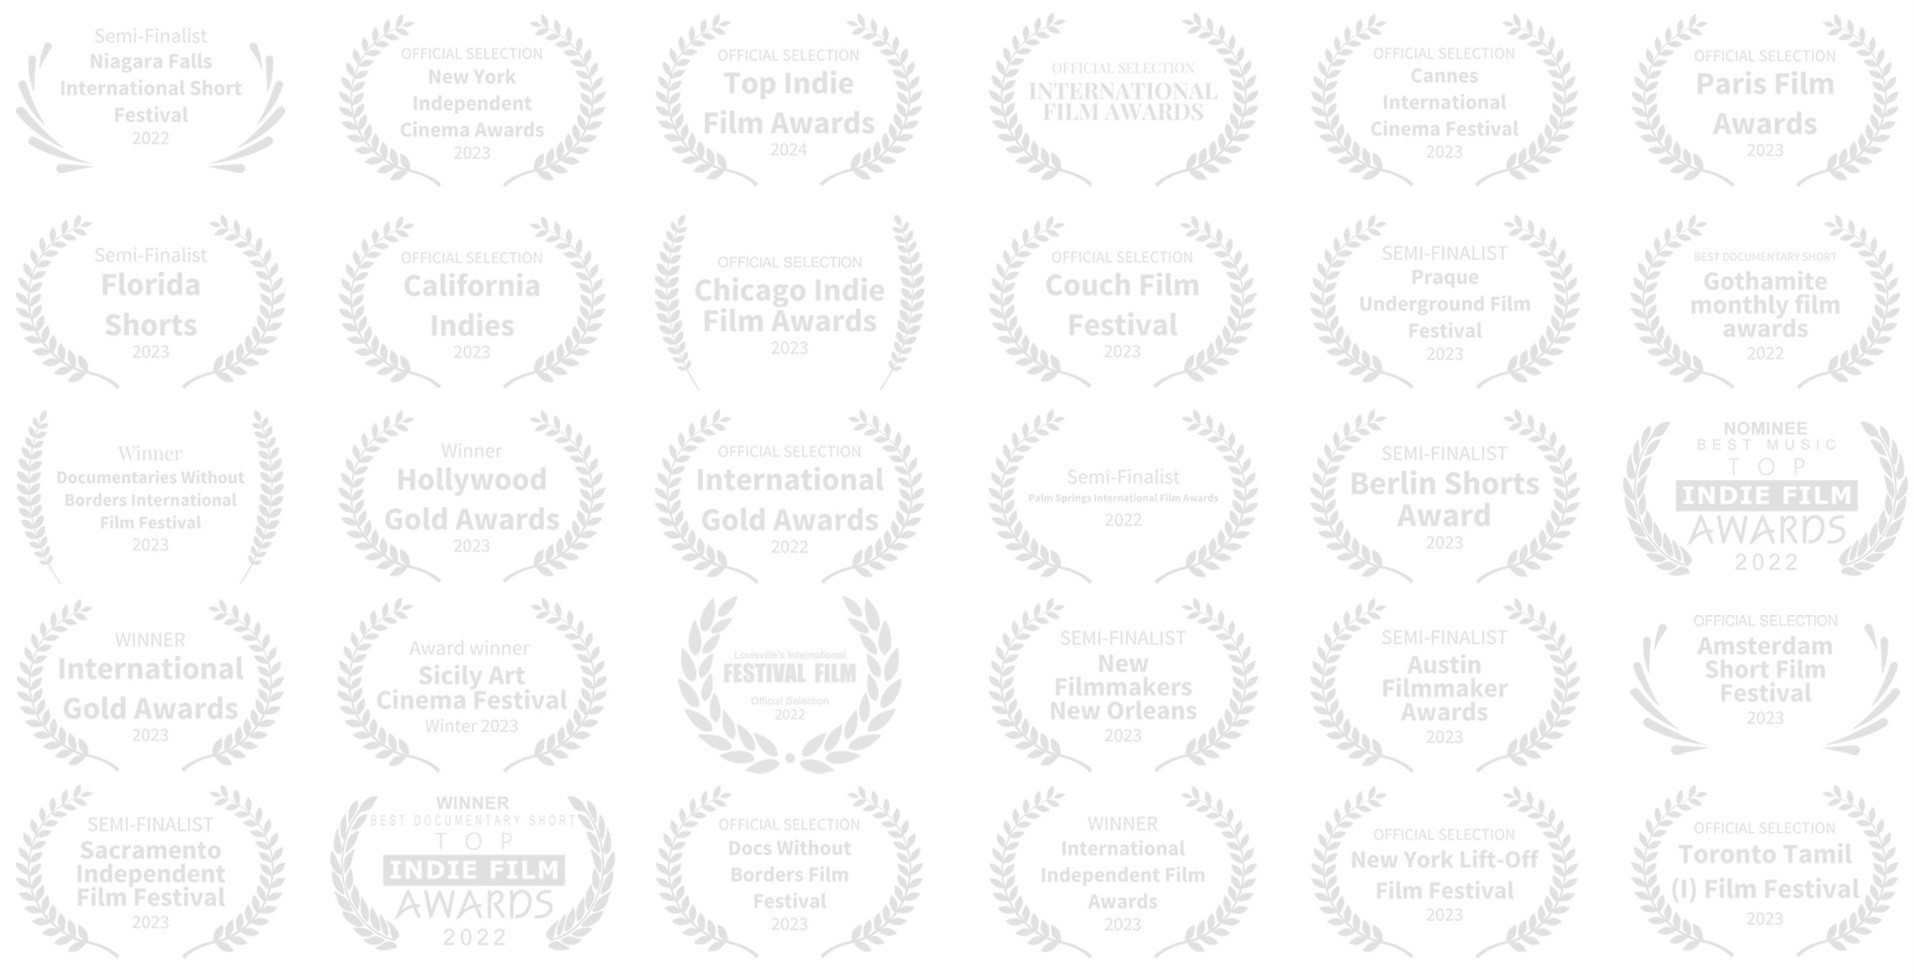 Semi-Finalist
Niagara Falls
International Short
Festival
2022
OFFICIAL SELECTION
New York
Independent
Cinema Awards
2023
OFFICIAL SELECTION
Top Indie
Film Awards
2024
OFFICIAL SELECTION
INTERNATIONAL
FILM AWARDS
OFFICIAL SELECTION
Cannes
International
Cinema Festival
2023
OFFICIAL SELECTION
Paris Film
Awards
2023
Semi-Finalist
Florida
Shorts
2023
OFFICIAL SELECTION
California
Indies
2023
OFFICIAL SELECTION
Chicago Indie
Film Awards
2023
OFFICIAL SELECTION
Couch Film
Festival
2023
SEMI-FINALIST
Praque
Underground Film
Festival
2023
BEST DOCUMENTARY SHORT
Gothamite
monthly film
awards
2022
Winner
Documentaries Without
Borders International
Film Festival
2023
Winner
Hollywood
Gold Awards
2023
OFFICIAL SELECTION
International
Gold Awards
2022
Semi-Finalist
Palm Springs International Film Awards
2022
SEMI-FINALIST
Berlin Shorts
Award
2023
NOMINEE
BEST MUSIC
TOP
INDIE FILM
AWARDS
2022
WINNER
International
Gold Awards
2023
Award winner
Sicily Art
Cinema Festival
Winter 2023
Louisville's International
FESTIVAL FILM
Official Selection
2022
SEMI-FINALIST
New
Filmmakers
New Orleans
2023
SEMI-FINALIST
Austin
Filmmaker
Awards
2023
OFFICIAL SELECTION
Amsterdam
Short Film
Festival
2023
SEMI-FINALIST
Sacramento
Independent
Film Festival
2023
WINNER
BEST DOCUMENTARY SHORT
TOP
INDIE FILM
AWARDS
2022
OFFICIAL SELECTION
Docs Without
Borders Film
Festival
2023
WINNER
International
Independent Film
Awards
2023
OFFICIAL SELECTION
New York Lift-Off
Film Festival
2023
OFFICIAL SELECTION
Toronto Tamil
(I) Film Festival
2023